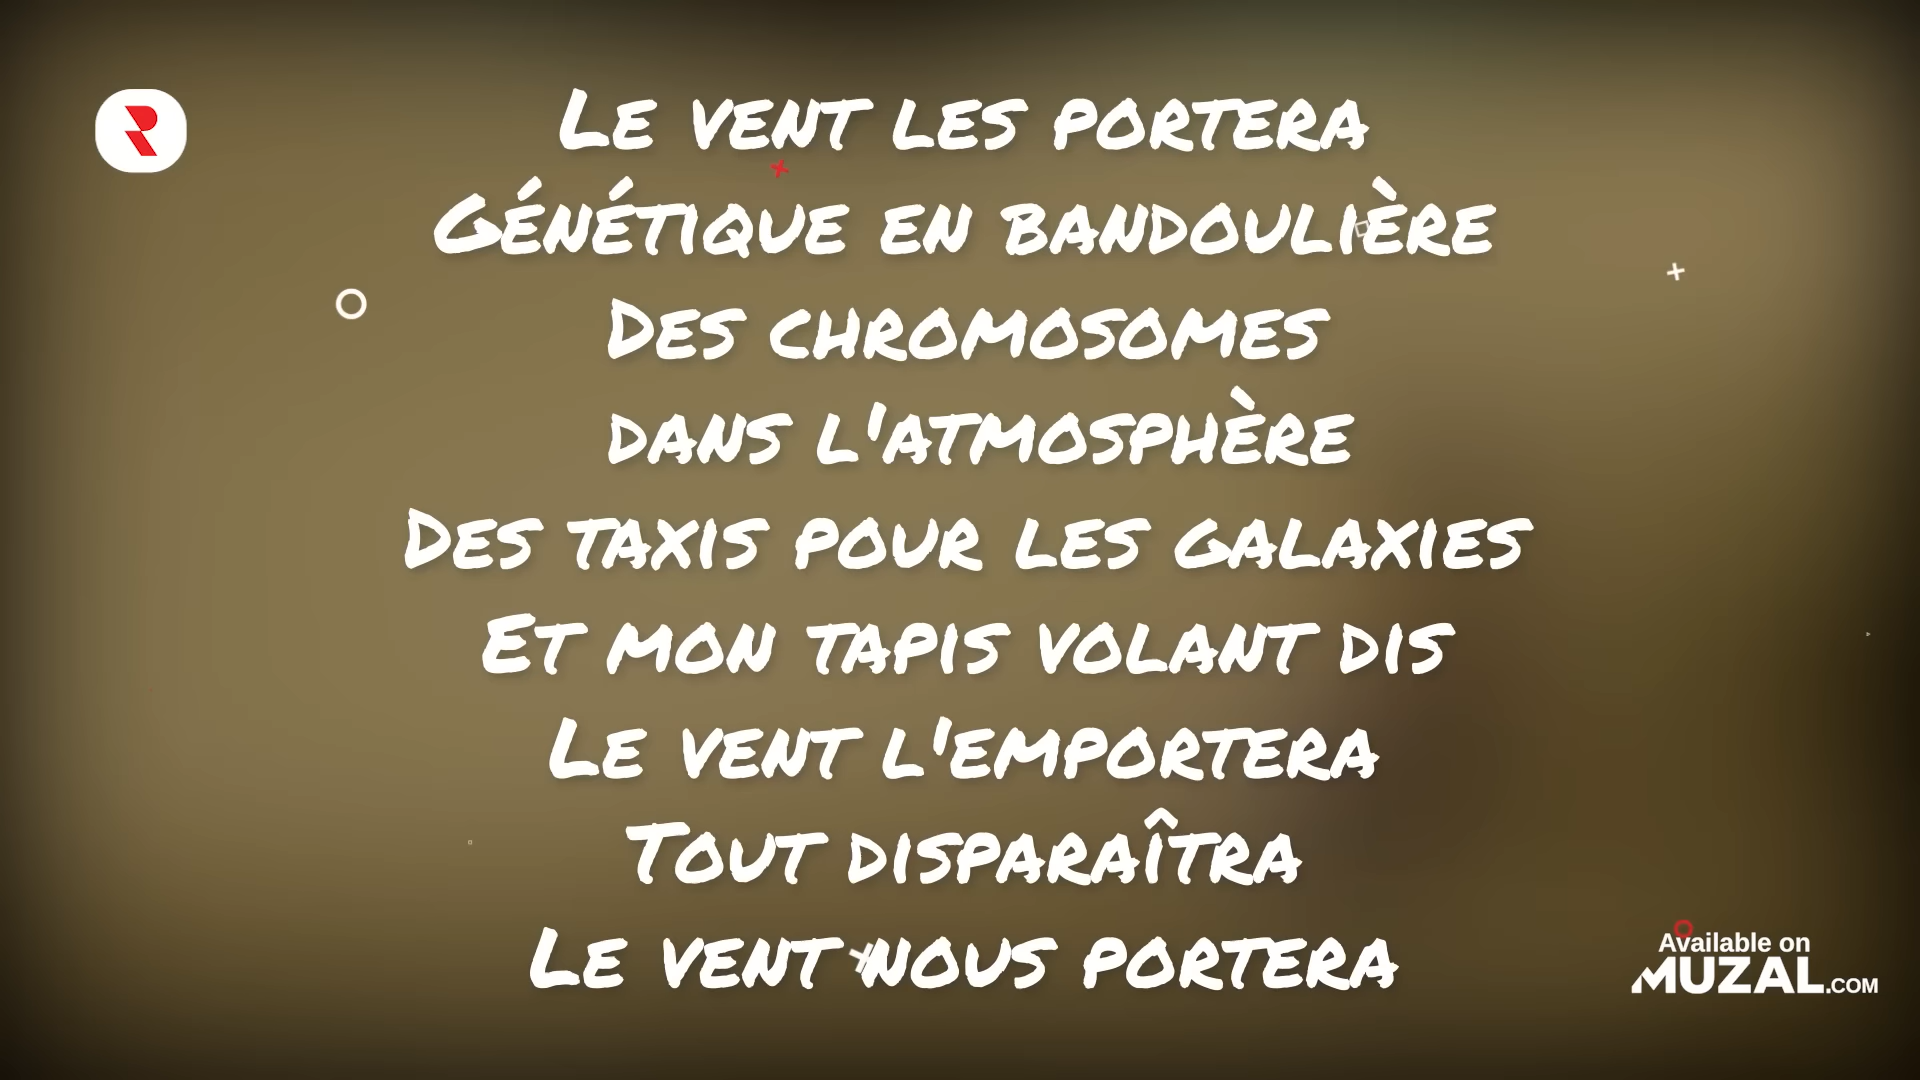 Le vent les portera
Génétique en bandoulière
Des chromosomes
dans l'atmosphère
Des taxis pour les galaxies
Et mon tapis volant dis
Le vent l'emportera
Tout disparaîtra
Le vent nous portera
Available on
MUZAL.COM